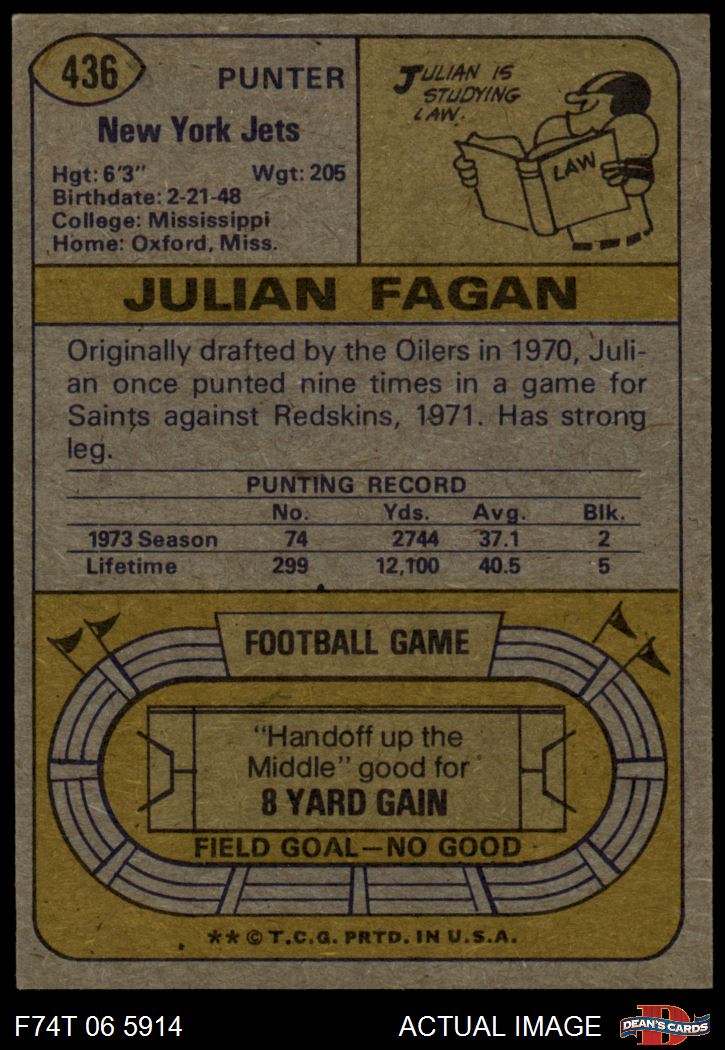 436
PUNTER
New York Jets
Hgt: 6'3" Wgt: 205
Birthdate: 2-21-48
College: Mississippi
Home: Oxford, Miss.
JULIAN IS
STUDYING
LAW.
LAW
JULIAN FAGAN
Originally drafted by the Oilers in 1970, Juli-
an once punted nine times in a game for
Saints against Redskins, 1971. Has strong
leg.
PUNTING RECORD
No. Yds. Avg. Blk.
1973 Season 74 2744 37.1 2
Lifetime 299 12,100 40.5 5
FOOTBALL GAME
"Handoff up the
Middle" good for
8 YARD GAIN
FIELD GOAL—NO GOOD
** © T.C.G. PRTD. IN U.S.A.
F74T 06 5914 ACTUAL IMAGE
D
DEAN'S CARDS